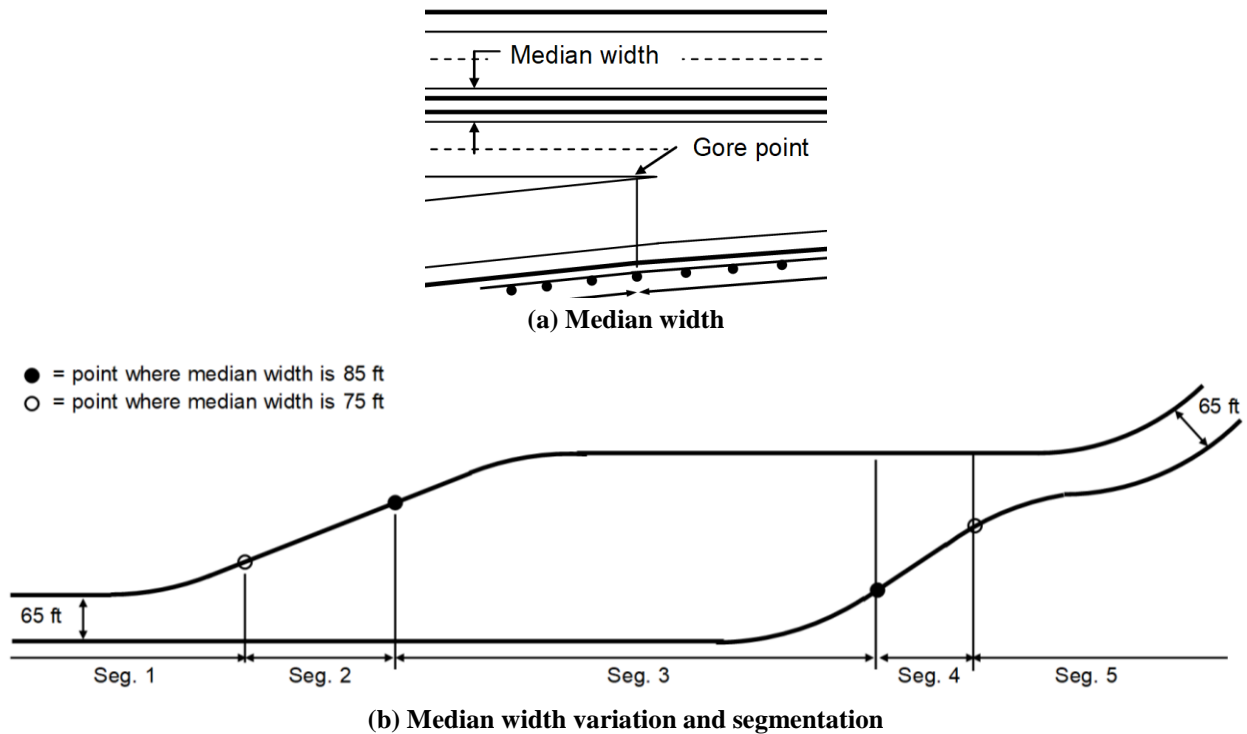 Median width
Gore point
(a) Median width
● = point where median width is 85 ft
○ = point where median width is 75 ft
65 ft
65 ft
Seg. 1
Seg. 2
Seg. 3
Seg. 4
Seg. 5
(b) Median width variation and segmentation